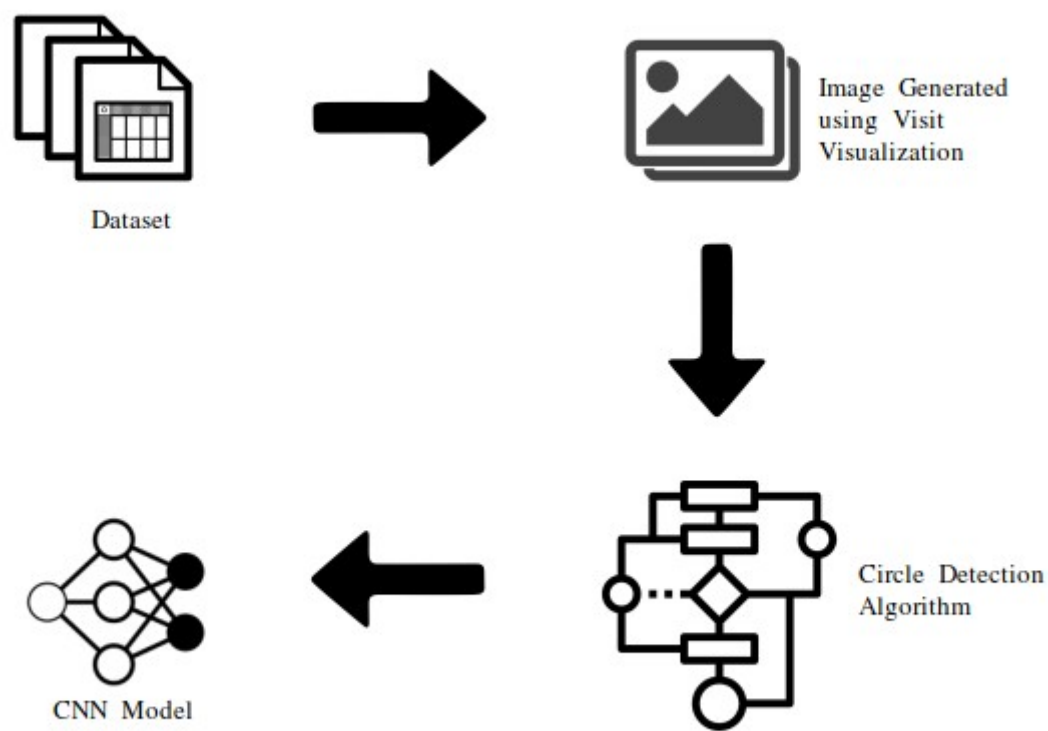 Dataset
Image Generated
using Visit
Visualization
Circle Detection
Algorithm
CNN Model